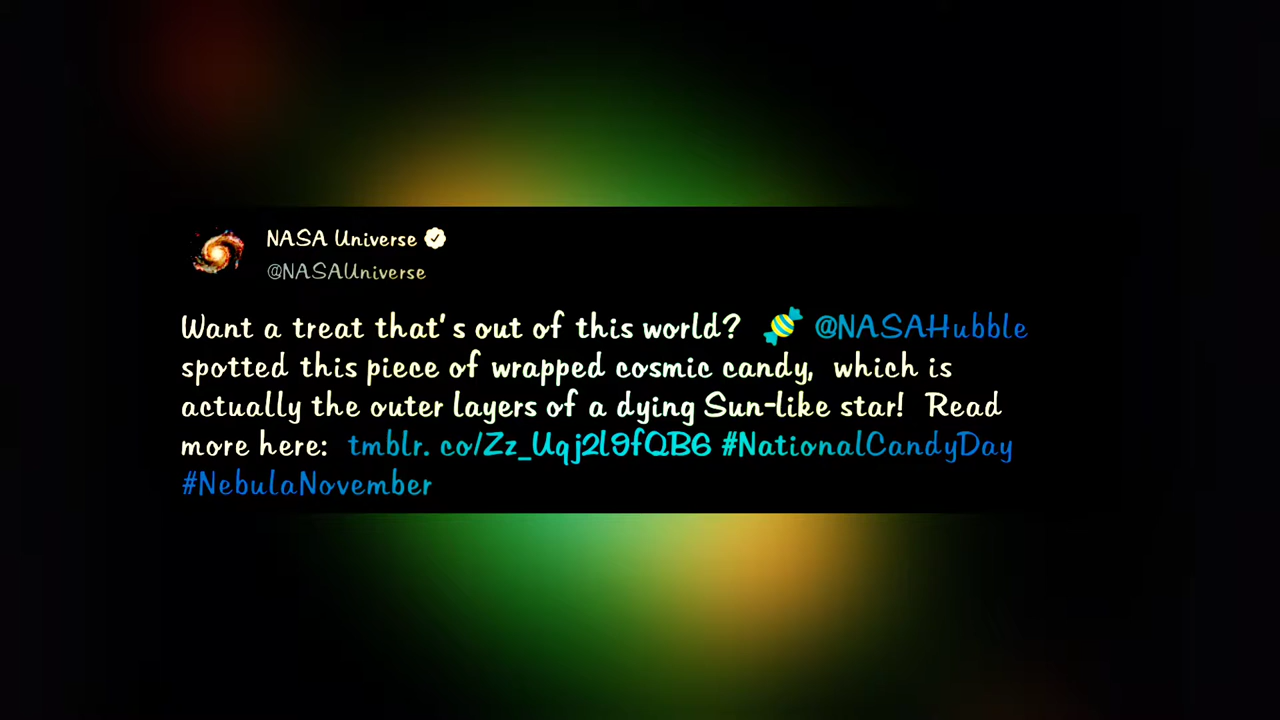 NASA Universe
@NASAUniverse
Want a treat that's out of this world? 🍬 @NASAHubble
spotted this piece of wrapped cosmic candy, which is
actually the outer layers of a dying Sun-like star! Read
more here: tmblr. co/Zz_Uqj2l9fQB6 #NationalCandyDay
#NebulaNovember